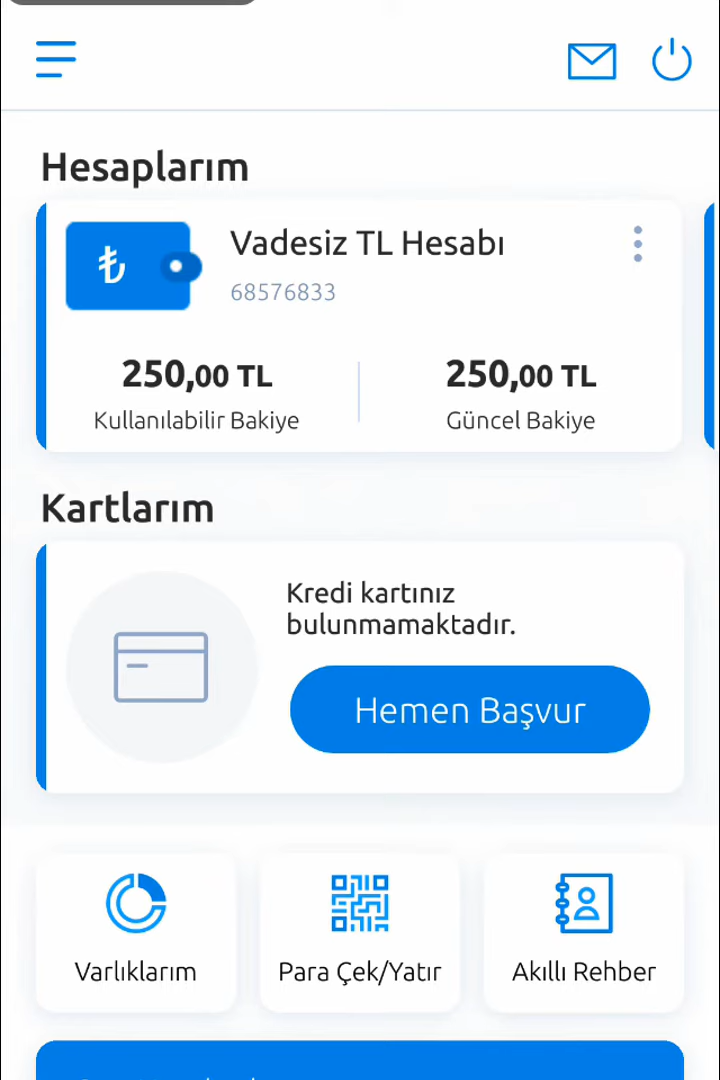 Hesaplarım
₺
Vadesiz TL Hesabı
68576833
250,00 TL
Kullanılabilir Bakiye
250,00 TL
Güncel Bakiye
Kartlarım
Kredi kartınız
bulunmamaktadır.
Hemen Başvur
Varlıklarım
Para Çek/Yatır
Akıllı Rehber